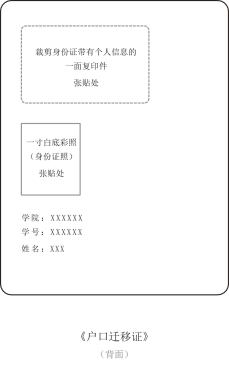 裁剪身份证带有个人信息的
一面复印件
张贴处
一寸白底彩照
（身份证照）
张贴处
学院：XXXXXX
学号：XXXXXX
姓名：XXX
《户口迁移证》
（背面）